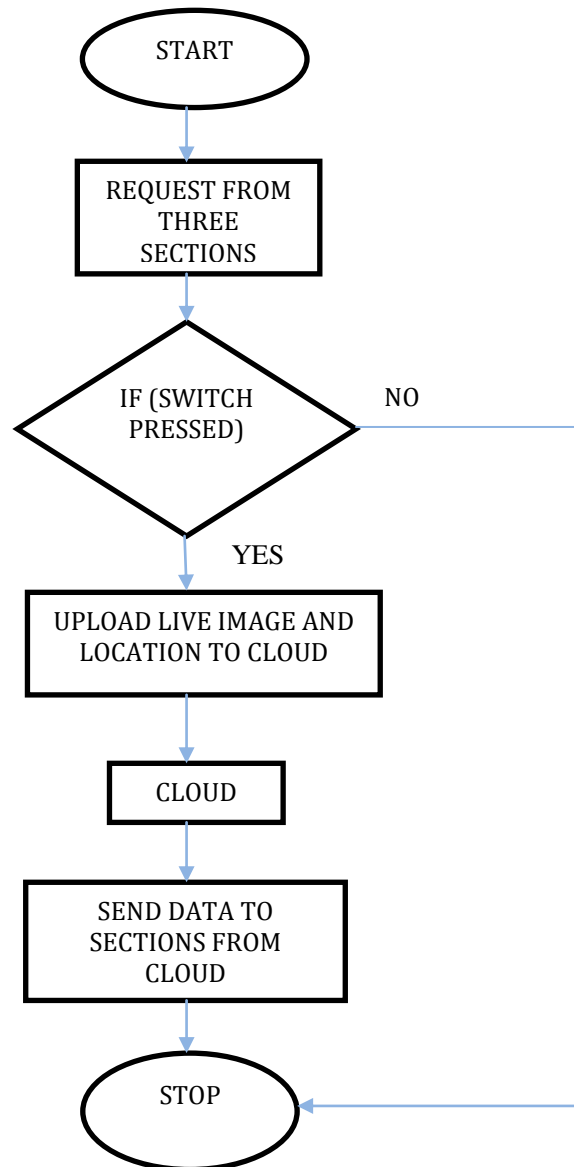 START
REQUEST FROM
THREE
SECTIONS
IF (SWITCH
PRESSED)
NO
YES
UPLOAD LIVE IMAGE AND
LOCATION TO CLOUD
CLOUD
SEND DATA TO
SECTIONS FROM
CLOUD
STOP